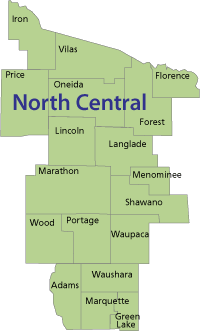 Iron
Vilas
Price
Florence
Oneida
North Central
Forest
Lincoln
Langlade
Marathon
Menominee
Shawano
Wood
Portage
Waupaca
Waushara
Adams
Marquette
Green
Lake